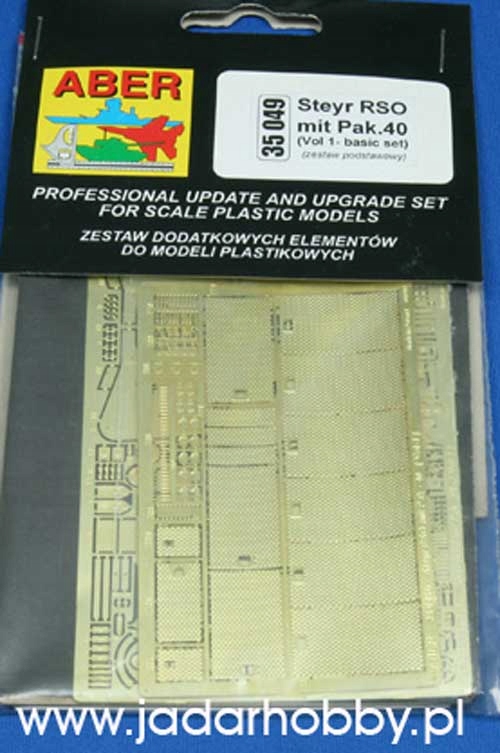 ABER
35 049
Steyr RSO
mit Pak.40
(Vol 1- basic set)
(zestaw podstawowy)
PROFESSIONAL UPDATE AND UPGRADE SET
FOR SCALE PLASTIC MODELS
ZESTAW DODATKOWYCH ELEMENTÓW
DO MODELI PLASTIKOWYCH
www.jadarhobby.pl